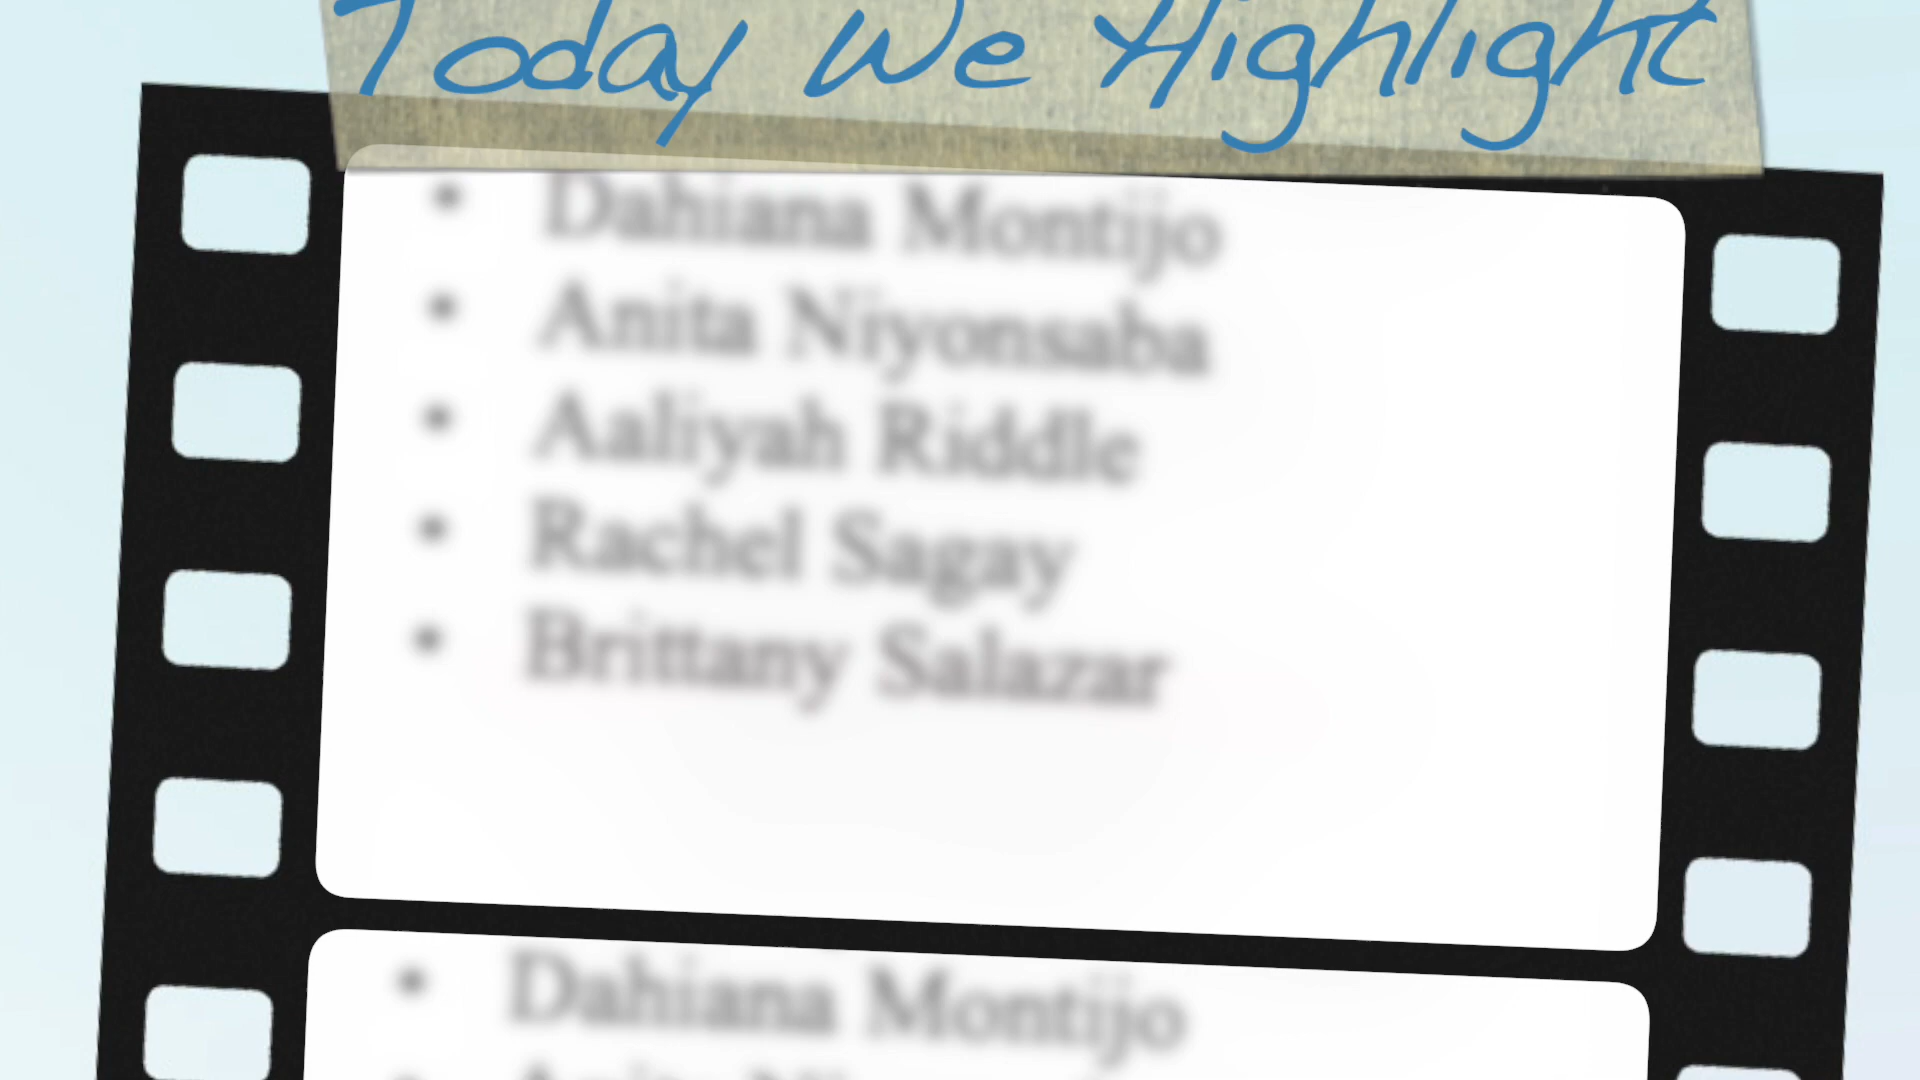 Today We Highlight
• Dahiana Montijo
• Anita Niyonsaba
• Aaliyah Riddle
• Rachel Sagay
• Brittany Salazar
• Dahiana Montijo